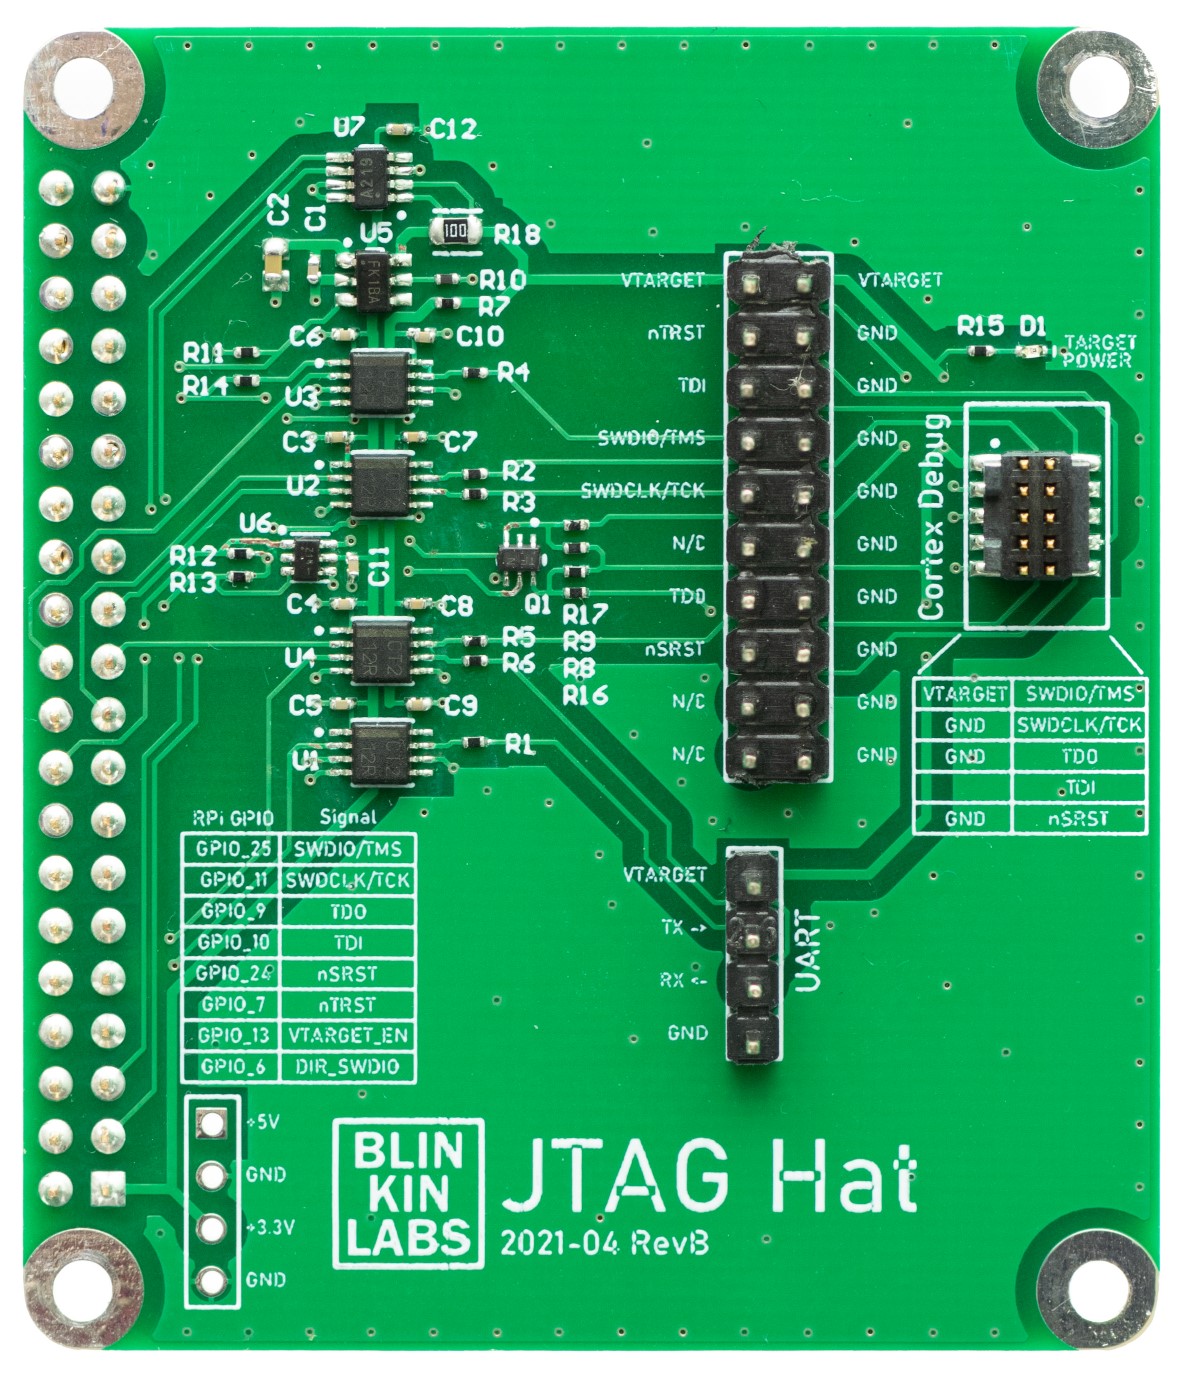 U7
C12
A219
C2
C1
U5
100
R18
VTARGET
VTARGET
FK18A
R10
R7
nTRST
GND
C6
C10
R15
D1
TARGET
POWER
R11
R14
R4
U3
TDI
GND
C3
C7
SWDIO/TMS
GND
Cortex Debug
U2
R2
R3
SWDCLK/TCK
GND
U6
R12
R13
C11
N/C
GND
C4
C8
Q1
R17
TDO
GND
U4
R5
R6
R9
R8
R16
nSRST
GND
C5
C9
N/C
GND
VTARGET SWDIO/TMS
GND SWDCLK/TCK
GND TDO
TDI
GND nSRST
U1
R1
N/C
GND
RPi GPIO Signal
GPIO_25 SWDIO/TMS
GPIO_11 SWDCLK/TCK
GPIO_9 TDO
GPIO_10 TDI
GPIO_24 nSRST
GPIO_7 nTRST
GPIO_13 VTARGET_EN
GPIO_6 DIR_SWDIO
VTARGET
TX ->
RX <-
GND
UART
+5V
GND
+3.3V
GND
BLIN
KIN
LABS
JTAG Hat
2021-04 RevB